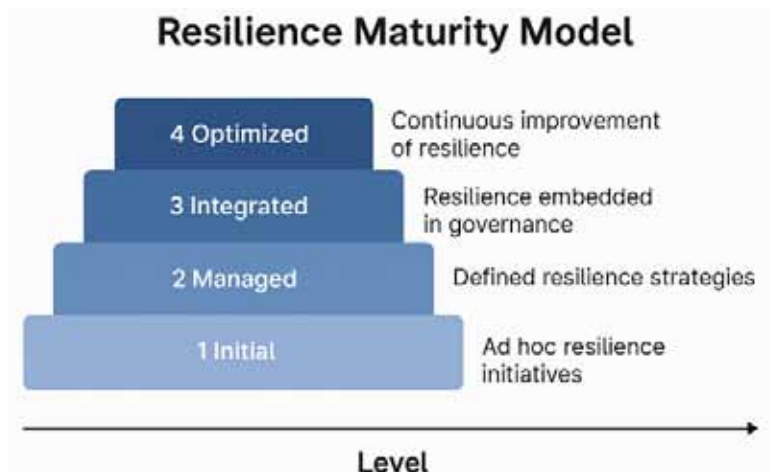 Resilience Maturity Model
4 Optimized
Continuous improvement
of resilience
3 Integrated
Resilience embedded
in governance
2 Managed
Defined resilience strategies
1 Initial
Ad hoc resilience
initiatives
Level